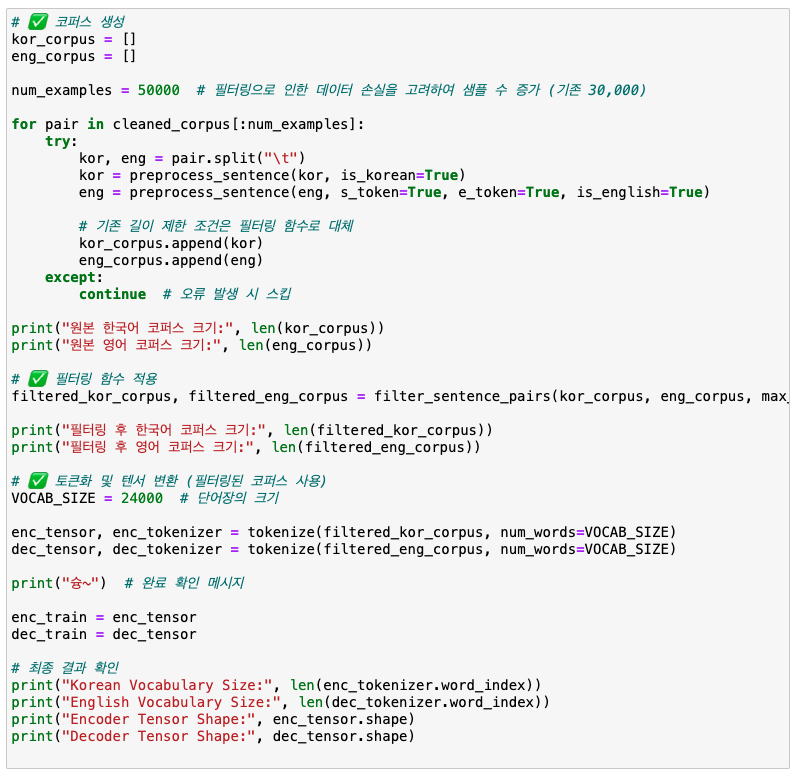 # ✅ 코퍼스 생성
kor_corpus = []
eng_corpus = []
num_examples = 50000  # 필터링으로 인한 데이터 손실을 고려하여 샘플 수 증가 (기존 30,000)
for pair in cleaned_corpus[:num_examples]:
    try:
        kor, eng = pair.split("\t")
        kor = preprocess_sentence(kor, is_korean=True)
        eng = preprocess_sentence(eng, s_token=True, e_token=True, is_english=True)
        # 기존 길이 제한 조건은 필터링 함수로 대체
        kor_corpus.append(kor)
        eng_corpus.append(eng)
    except:
        continue  # 오류 발생 시 스킵
print("원본 한국어 코퍼스 크기:", len(kor_corpus))
print("원본 영어 코퍼스 크기:", len(eng_corpus))
# ✅ 필터링 함수 적용
filtered_kor_corpus, filtered_eng_corpus = filter_sentence_pairs(kor_corpus, eng_corpus, max_
print("필터링 후 한국어 코퍼스 크기:", len(filtered_kor_corpus))
print("필터링 후 영어 코퍼스 크기:", len(filtered_eng_corpus))
# ✅ 토큰화 및 텐서 변환 (필터링된 코퍼스 사용)
VOCAB_SIZE = 24000  # 단어장의 크기
enc_tensor, enc_tokenizer = tokenize(filtered_kor_corpus, num_words=VOCAB_SIZE)
dec_tensor, dec_tokenizer = tokenize(filtered_eng_corpus, num_words=VOCAB_SIZE)
print("슝~")  # 완료 확인 메시지
enc_train = enc_tensor
dec_train = dec_tensor
# 최종 결과 확인
print("Korean Vocabulary Size:", len(enc_tokenizer.word_index))
print("English Vocabulary Size:", len(dec_tokenizer.word_index))
print("Encoder Tensor Shape:", enc_tensor.shape)
print("Decoder Tensor Shape:", dec_tensor.shape)